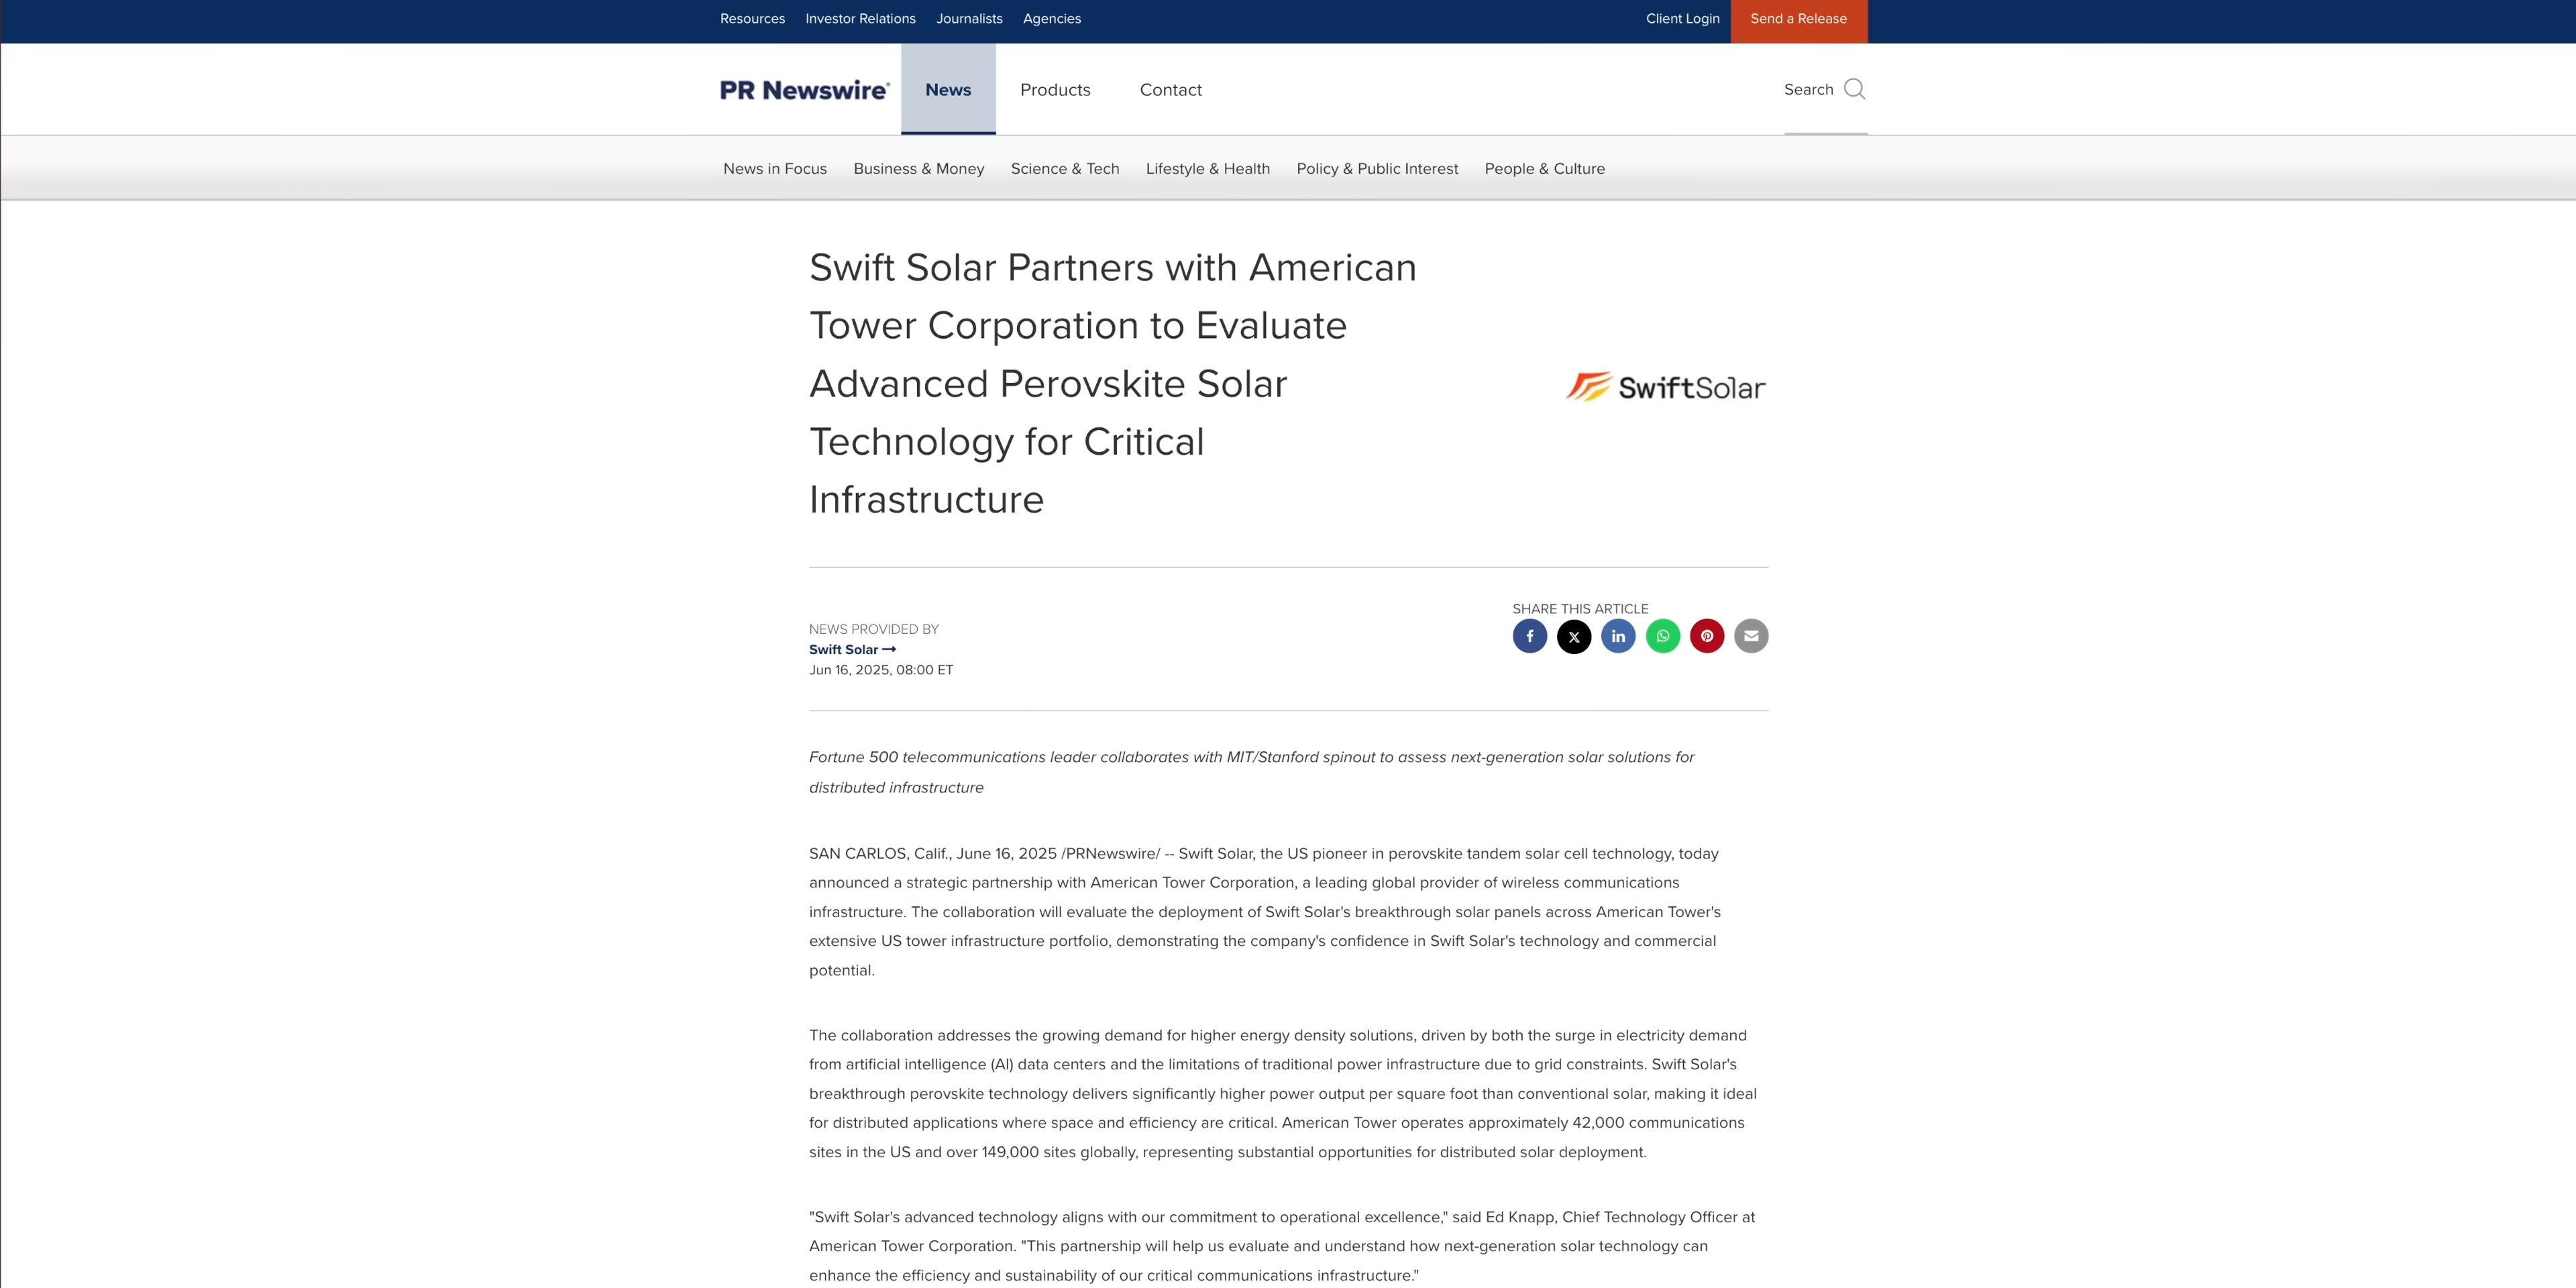 Resources Investor Relations Journalists Agencies Client Login Send a Release
PR Newswire® News Products Contact Search
News in Focus Business & Money Science & Tech Lifestyle & Health Policy & Public Interest People & Culture
Swift Solar Partners with American
Tower Corporation to Evaluate
Advanced Perovskite Solar
Technology for Critical
Infrastructure
SwiftSolar
NEWS PROVIDED BY
Swift Solar
Jun 16, 2025, 08:00 ET
SHARE THIS ARTICLE
Fortune 500 telecommunications leader collaborates with MIT/Stanford spinout to assess next-generation solar solutions for
distributed infrastructure
SAN CARLOS, Calif., June 16, 2025 /PRNewswire/ -- Swift Solar, the US pioneer in perovskite tandem solar cell technology, today
announced a strategic partnership with American Tower Corporation, a leading global provider of wireless communications
infrastructure. The collaboration will evaluate the deployment of Swift Solar's breakthrough solar panels across American Tower's
extensive US tower infrastructure portfolio, demonstrating the company's confidence in Swift Solar's technology and commercial
potential.
The collaboration addresses the growing demand for higher energy density solutions, driven by both the surge in electricity demand
from artificial intelligence (AI) data centers and the limitations of traditional power infrastructure due to grid constraints. Swift Solar's
breakthrough perovskite technology delivers significantly higher power output per square foot than conventional solar, making it ideal
for distributed applications where space and efficiency are critical. American Tower operates approximately 42,000 communications
sites in the US and over 149,000 sites globally, representing substantial opportunities for distributed solar deployment.
"Swift Solar's advanced technology aligns with our commitment to operational excellence," said Ed Knapp, Chief Technology Officer at
American Tower Corporation. "This partnership will help us evaluate and understand how next-generation solar technology can
enhance the efficiency and sustainability of our critical communications infrastructure."